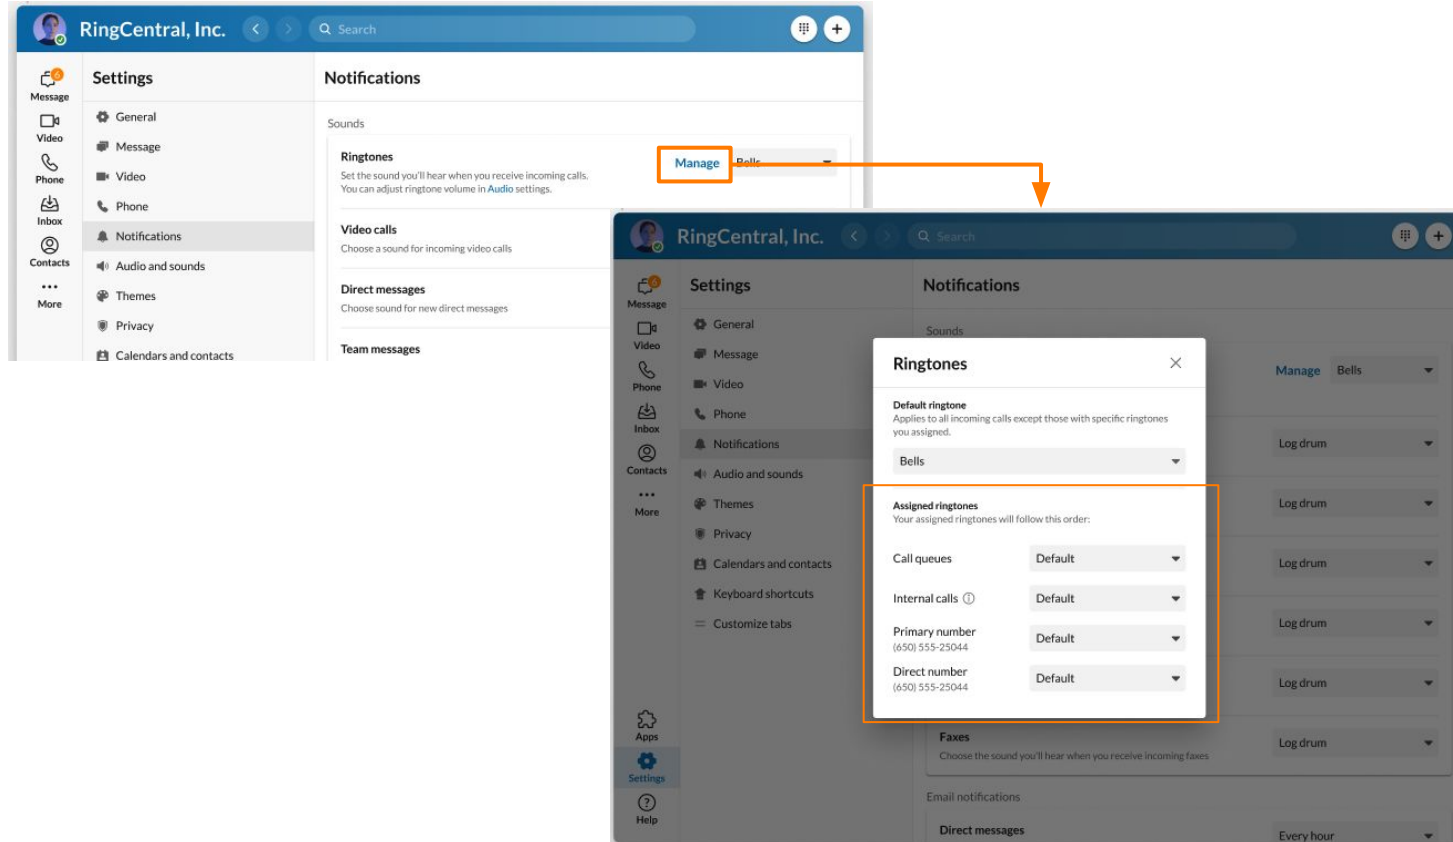 RingCentral, Inc.
Search
6
Message
Video
Phone
Inbox
Contacts
More
Settings
General
Message
Video
Phone
Notifications
Audio and sounds
Themes
Privacy
Calendars and contacts
Notifications
Sounds
Ringtones
Set the sound you'll hear when you receive incoming calls.
You can adjust ringtone volume in Audio settings.
Manage
Bells
Video calls
Choose a sound for incoming video calls
Direct messages
Choose sound for new direct messages
Team messages
RingCentral, Inc.
Search
6
Message
Video
Phone
Inbox
Contacts
More
Apps
Settings
Help
Settings
General
Message
Video
Phone
Notifications
Audio and sounds
Themes
Privacy
Calendars and contacts
Keyboard shortcuts
Customize tabs
Notifications
Sounds
Manage
Bells
Log drum
Log drum
Log drum
Log drum
Log drum
Ringtones
Default ringtone
Applies to all incoming calls except those with specific ringtones
you assigned.
Bells
Assigned ringtones
Your assigned ringtones will follow this order:
Call queues
Default
Internal calls
Default
Primary number
(650) 555-25044
Default
Direct number
(650) 555-25044
Default
Faxes
Choose the sound you'll hear when you receive incoming faxes
Log drum
Email notifications
Direct messages
Every hour